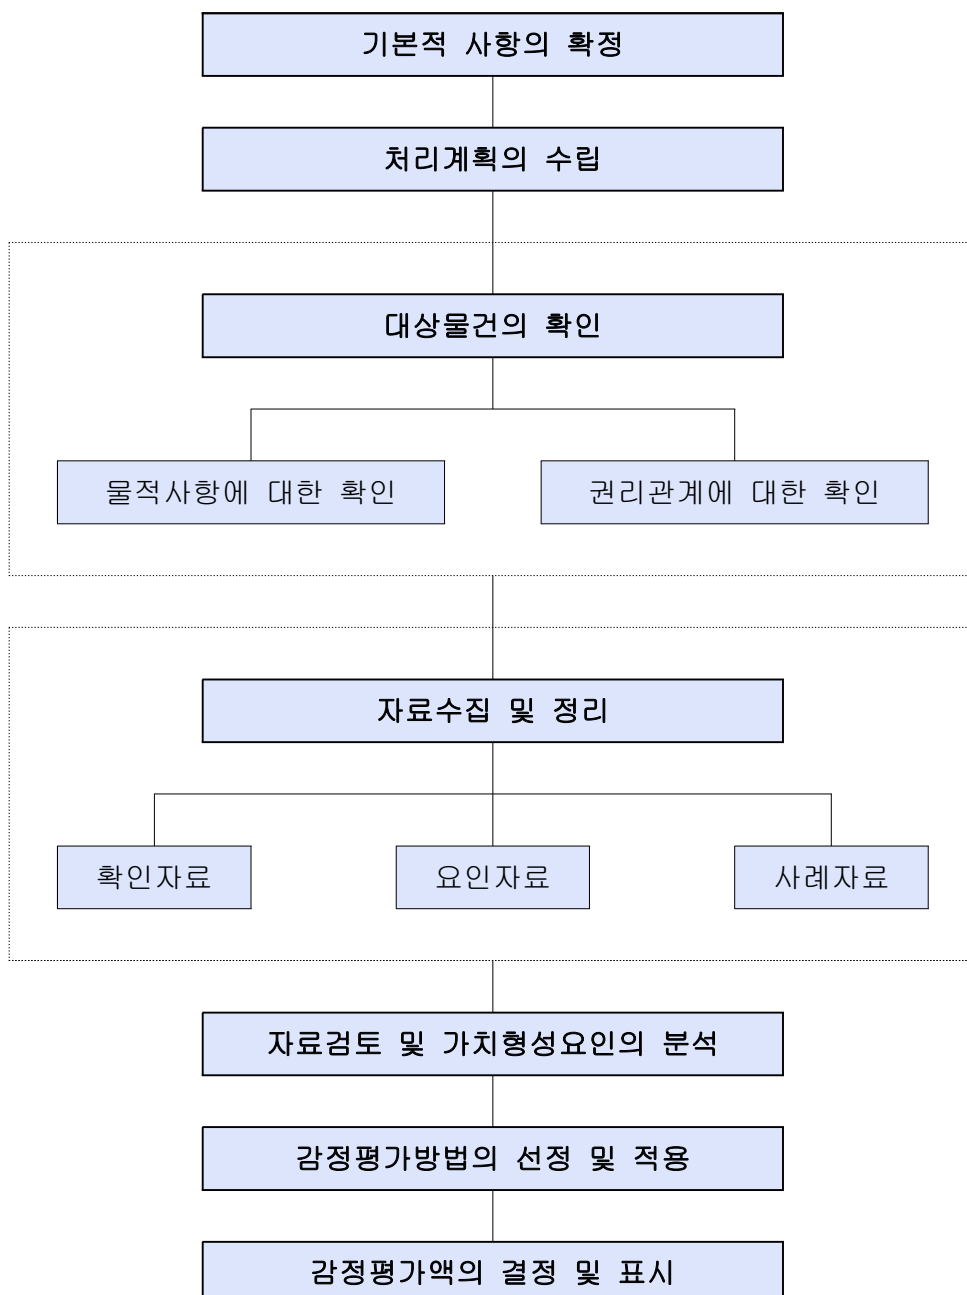 기본적 사항의 확정
처리계획의 수립
대상물건의 확인
물적사항에 대한 확인
권리관계에 대한 확인
자료수집 및 정리
확인자료
요인자료
사례자료
자료검토 및 가치형성요인의 분석
감정평가방법의 선정 및 적용
감정평가액의 결정 및 표시